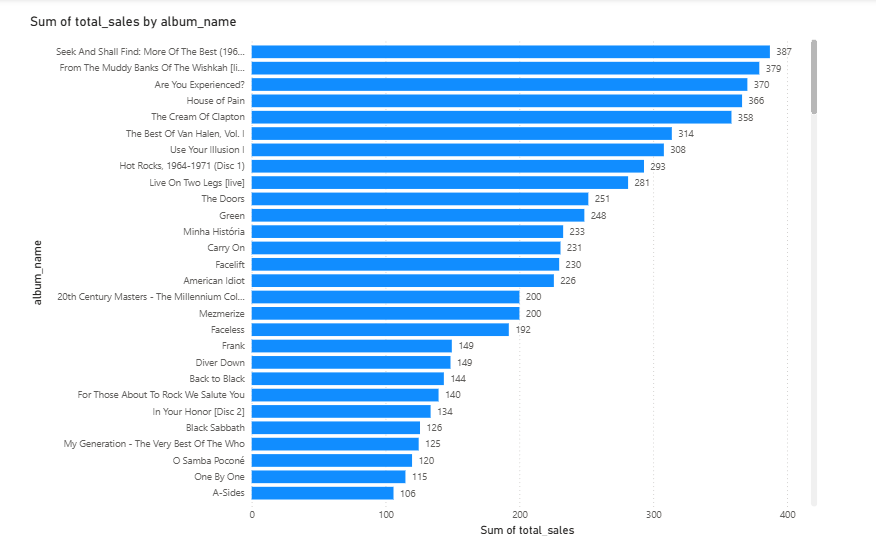 Sum of total_sales by album_name
Seek And Shall Find: More Of The Best (196... 387
From The Muddy Banks Of The Wishkah [li... 379
Are You Experienced? 370
House of Pain 366
The Cream Of Clapton 358
The Best Of Van Halen, Vol. I 314
Use Your Illusion I 308
Hot Rocks, 1964-1971 (Disc 1) 293
Live On Two Legs [live] 281
The Doors 251
Green 248
Minha História 233
Carry On 231
Facelift 230
American Idiot 226
20th Century Masters - The Millennium Col... 200
Mezmerize 200
Faceless 192
Frank 149
Diver Down 149
Back to Black 144
For Those About To Rock We Salute You 140
In Your Honor [Disc 2] 134
Black Sabbath 126
My Generation - The Very Best Of The Who 125
O Samba Poconé 120
One By One 115
A-Sides 106
album_name
0 100 200 300 400
Sum of total_sales